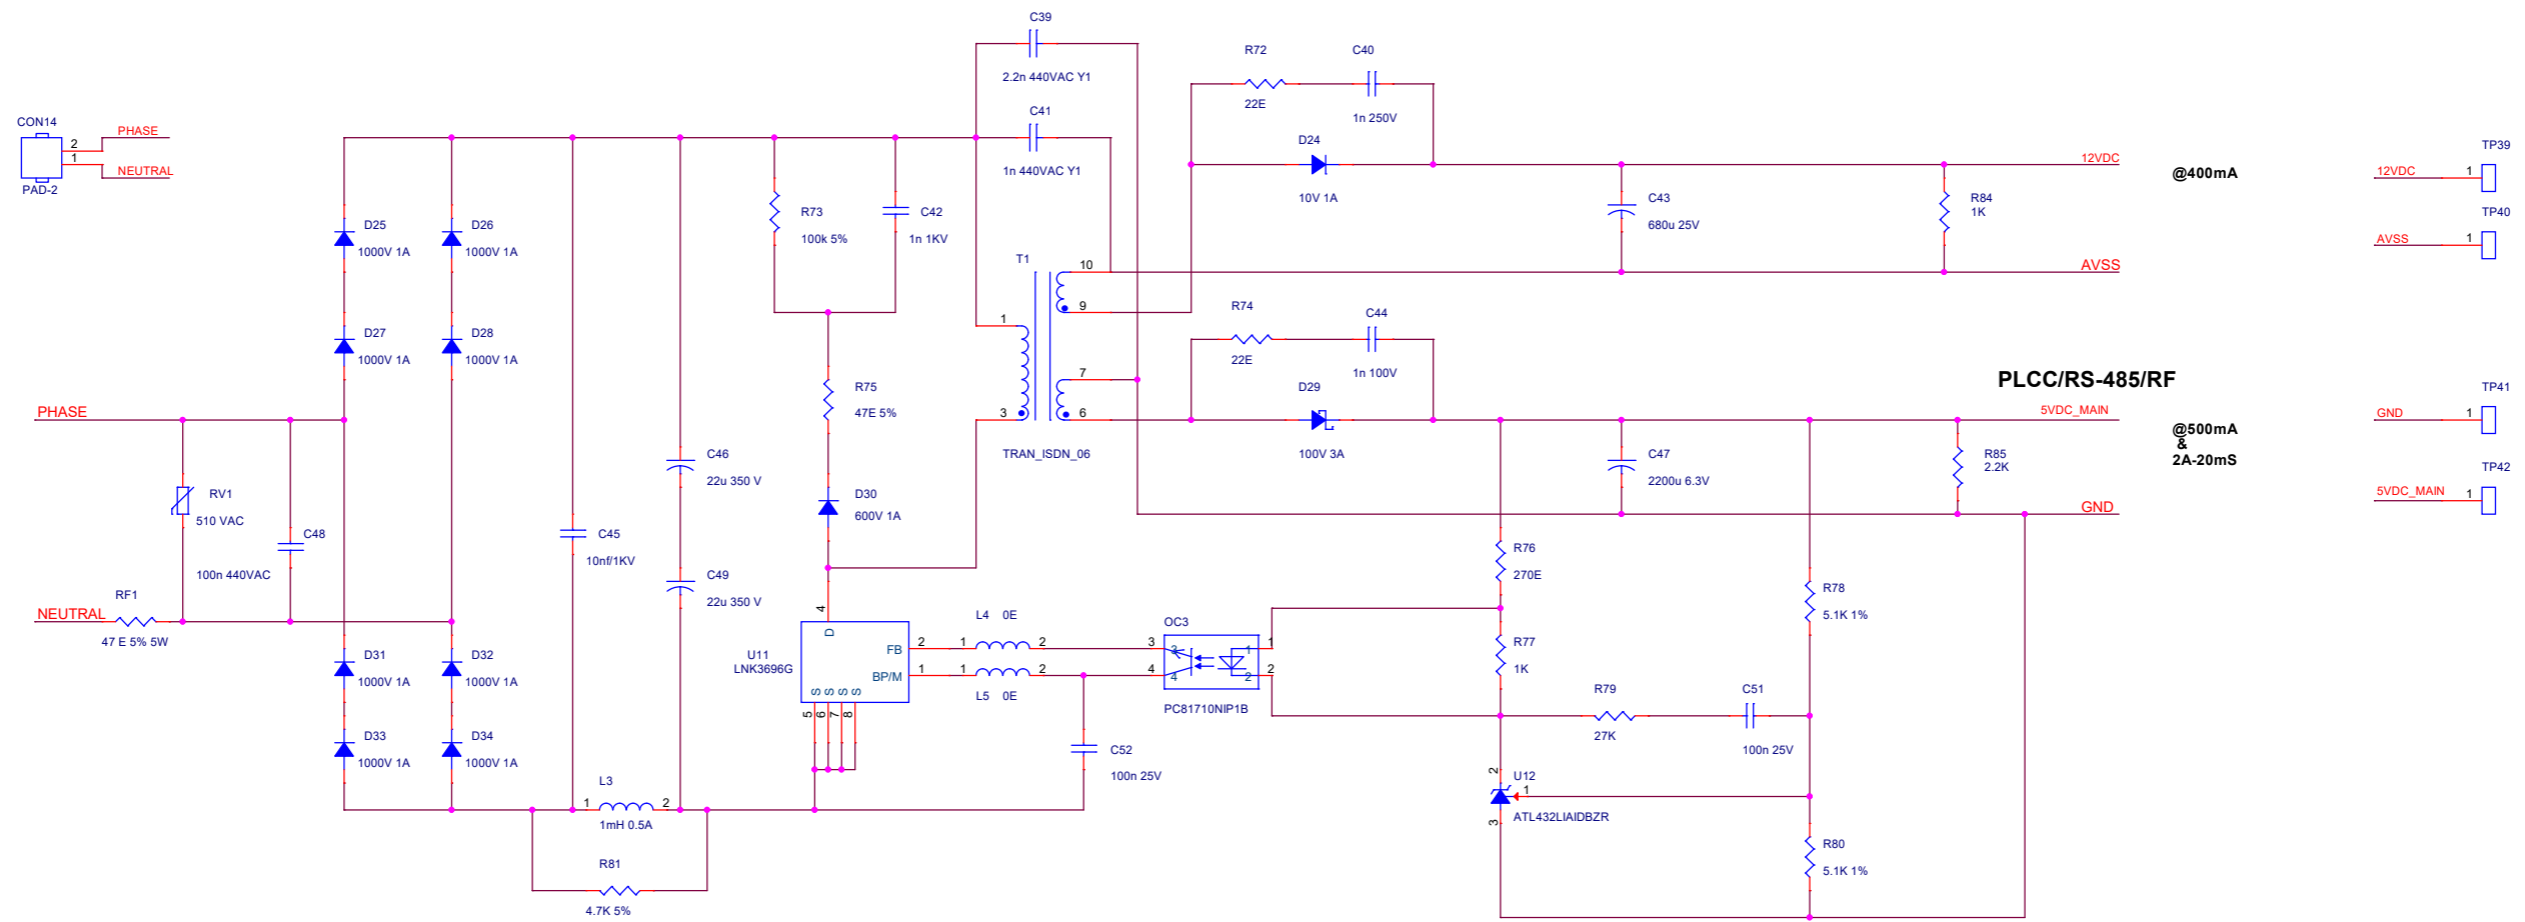 C39
2.2n 440VAC Y1
C41
1n 440VAC Y1
R72
22E
C40
1n 250V
D24
10V 1A
CON14
2
1
PAD-2
PHASE
NEUTRAL
12VDC
@400mA
TP39
12VDC
1
TP40
AVSS
1
D25
1000V 1A
D26
1000V 1A
R73
100k 5%
C42
1n 1KV
C43
680u 25V
R84
1K
AVSS
T1
10
9
1
7
3
6
TRAN_ISDN_06
D27
1000V 1A
D28
1000V 1A
R74
22E
C44
1n 100V
D29
100V 3A
R75
47E 5%
PLCC/RS-485/RF
5VDC_MAIN
@500mA
&
2A-20mS
TP41
GND
1
TP42
5VDC_MAIN
1
PHASE
RV1
510 VAC
C48
100n 440VAC
C46
22u 350 V
C45
10nf/1KV
C49
22u 350 V
D30
600V 1A
C47
2200u 6.3V
R85
2.2K
GND
R76
270E
R78
5.1K 1%
RF1
NEUTRAL
47 E 5% 5W
D31
1000V 1A
D32
1000V 1A
D33
1000V 1A
D34
1000V 1A
U11
LNK3696G
4
D
FB
BP/M
2
1
S
S
S
S
5
6
7
8
L4 0E
1
2
1
2
L5 0E
OC3
3
4
3
4
1
2
1
2
PC81710NIP1B
R77
1K
R79
27K
C51
100n 25V
C52
100n 25V
L3
1
2
1mH 0.5A
R81
4.7K 5%
2
U12
1
3
ATL432LIAIDBZR
R80
5.1K 1%